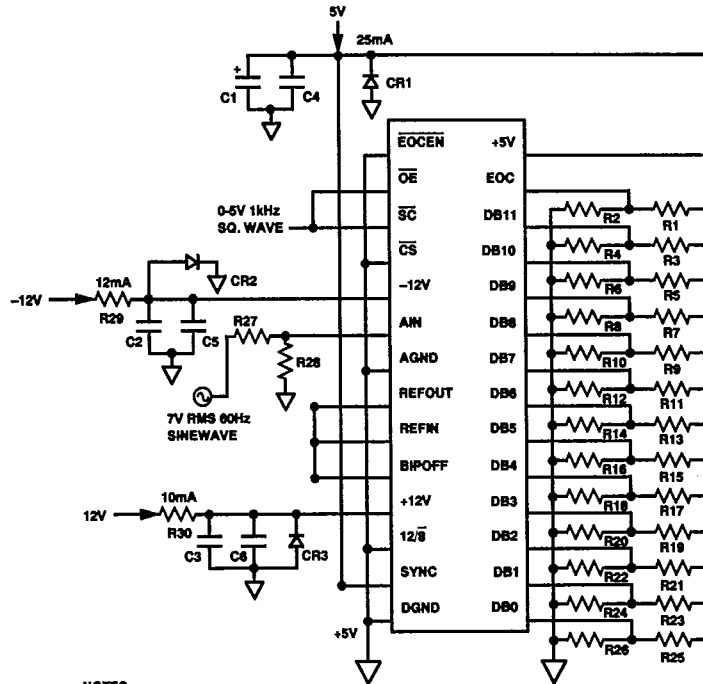 5V
25mA
C1
C4
CR1
EOCEN
+5V
OE
EOC
0-5V 1kHz
SQ. WAVE
SC
DB11
R2
R1
CS
DB10
R4
R3
CR2
-12V
12mA
R29
-12V
DB9
R6
R5
C2
C5
R27
AIN
DB8
R8
R7
R28
AGND
DB7
R10
R9
7V RMS 60Hz
SINEWAVE
REFOUT
DB6
R12
R11
REFIN
DB5
R14
R13
BIPOFF
DB4
R16
R15
12V
10mA
R30
+12V
DB3
R18
R17
C3
C6
CR3
12/8
DB2
R20
R19
SYNC
DB1
R22
R21
DGND
DB0
R24
R23
+5V
R26
R25